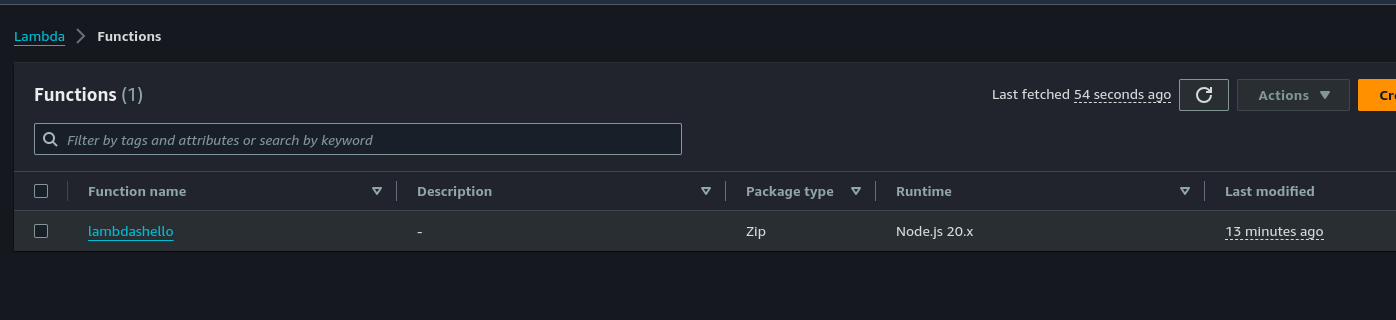 Lambda > Functions
Functions (1)
Last fetched 54 seconds ago
Actions
Filter by tags and attributes or search by keyword
Function name Description Package type Runtime Last modified
lambdashello - Zip Node.js 20.x 13 minutes ago